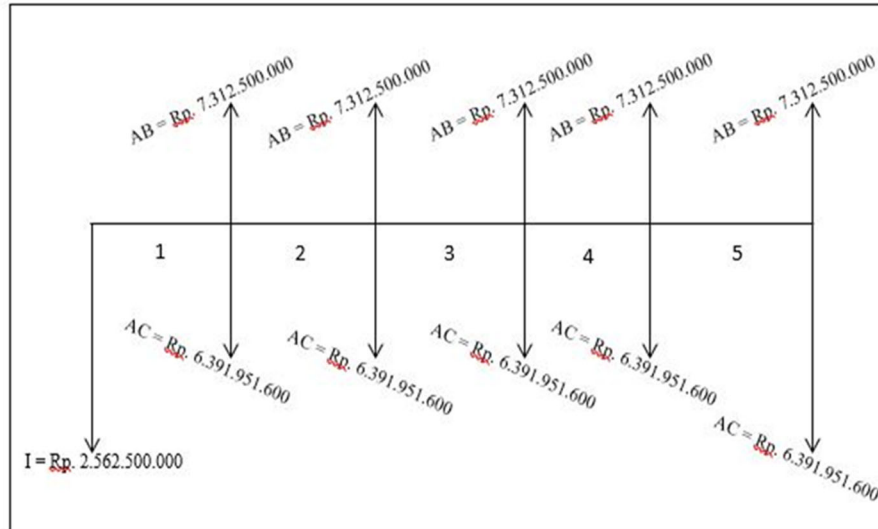 AB = Rp. 7.312.500.000
AB = Rp. 7.312.500.000
AB = Rp. 7.312.500.000
AB = Rp. 7.312.500.000
AB = Rp. 7.312.500.000
1
2
3
4
5
AC = Rp. 6.391.951.600
AC = Rp. 6.391.951.600
AC = Rp. 6.391.951.600
AC = Rp. 6.391.951.600
AC = Rp. 6.391.951.600
I = Rp. 2.562.500.000